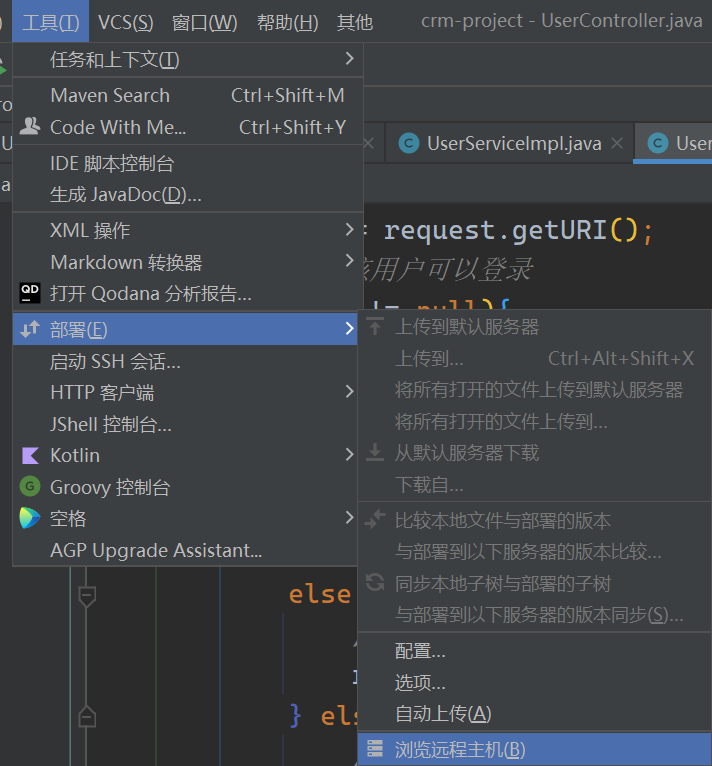 工具(T) VCS(S) 窗口(W) 帮助(H) 其他 crm-project - UserController.java
任务和上下文(T)
Maven Search Ctrl+Shift+M
Code With Me... Ctrl+Shift+Y
UserServiceImpl.java User
IDE 脚本控制台
生成 JavaDoc(D)...
XML 操作
= request.getURI();
Markdown 转换器
用户可以登录
QD 打开 Qodana 分析报告...
!= null){
部署(E)
启动 SSH 会话...
HTTP 客户端
JShell 控制台...
Kotlin
G Groovy 控制台
空格
AGP Upgrade Assistant...
上传到默认服务器
上传到... Ctrl+Alt+Shift+X
将所有打开的文件上传到默认服务器
将所有打开的文件上传到...
从默认服务器下载
下载自...
比较本地文件与部署的版本
与部署到以下服务器的版本比较...
同步本地子树与部署的子树
与部署到以下服务器的版本同步(S)...
配置...
选项...
自动上传(A)
浏览远程主机(B)
else
} els